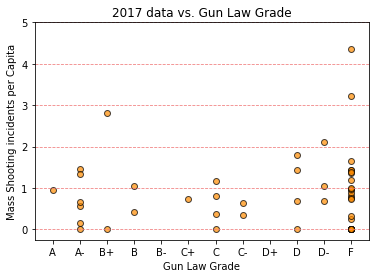 2017 data vs. Gun Law Grade
Mass Shooting incidents per Capita
5
4
3
2
1
0
A A- B+ B B- C+ C C- D+ D D- F
Gun Law Grade